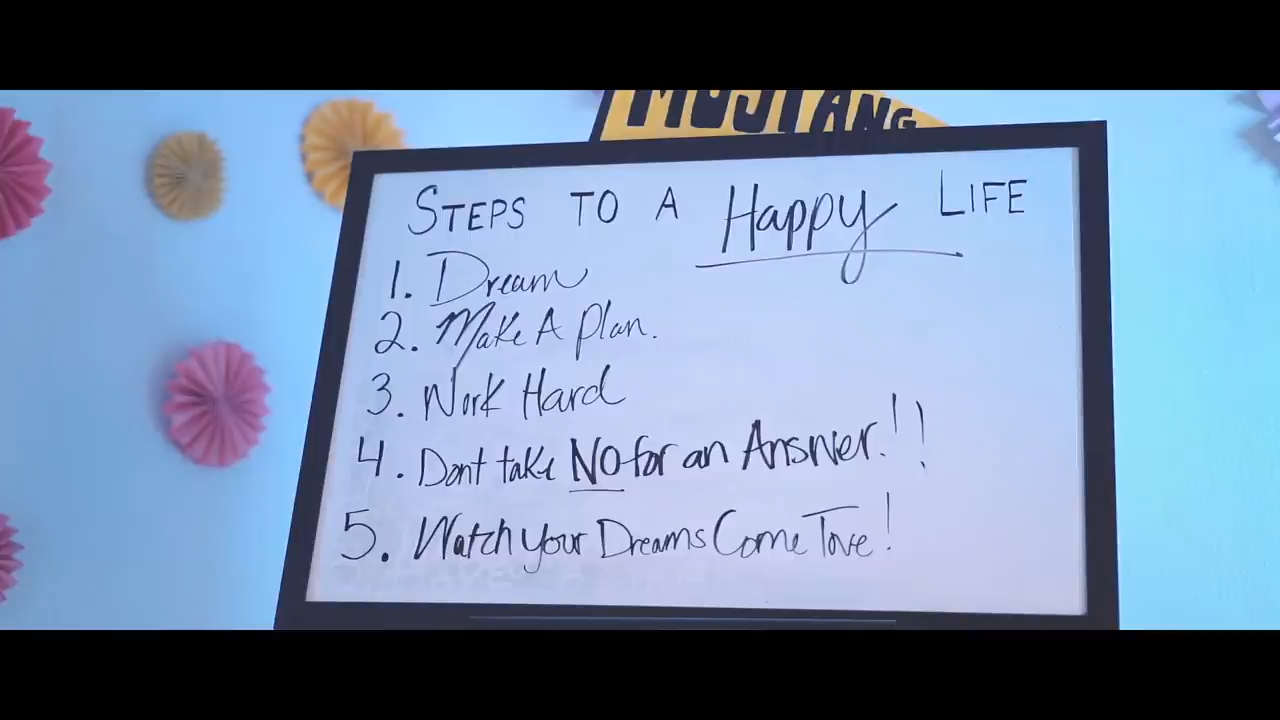 MUSTANG
STEPS TO A Happy LIFE
1. Dream
2. Make A Plan.
3. Work Hard
4. Dont take NO for an Answer!!
5. Watch Your Dreams Come True!